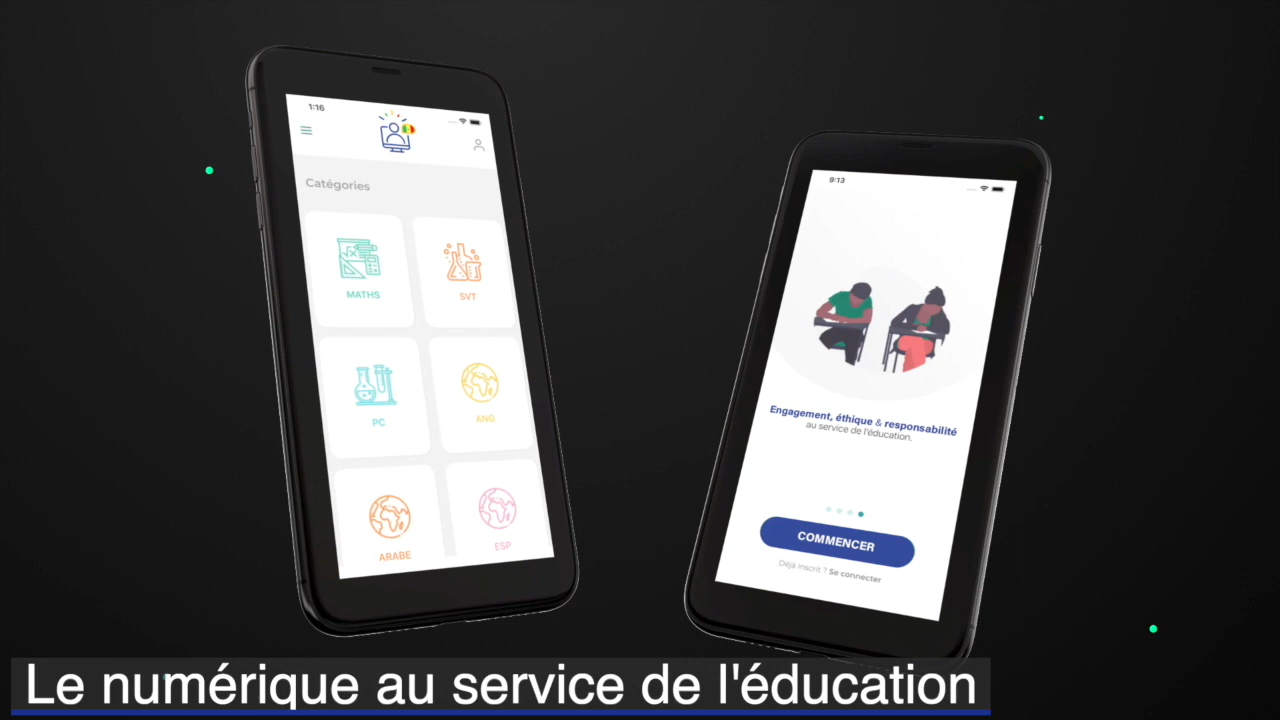 1:16
Catégories
MATHS
SVT
PC
ANG
ARABE
ESP
9:13
Engagement, éthique & responsabilité
au service de l'éducation.
COMMENCER
Déjà inscrit ? Se connecter
Le numérique au service de l'éducation